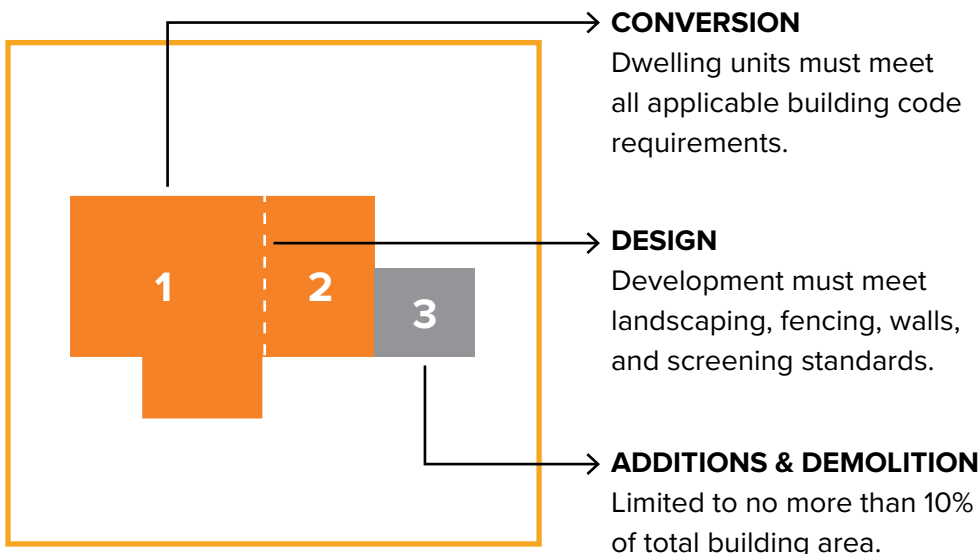 CONVERSION
Dwelling units must meet
all applicable building code
requirements.
1
2
3
DESIGN
Development must meet
landscaping, fencing, walls,
and screening standards.
ADDITIONS & DEMOLITION
Limited to no more than 10%
of total building area.